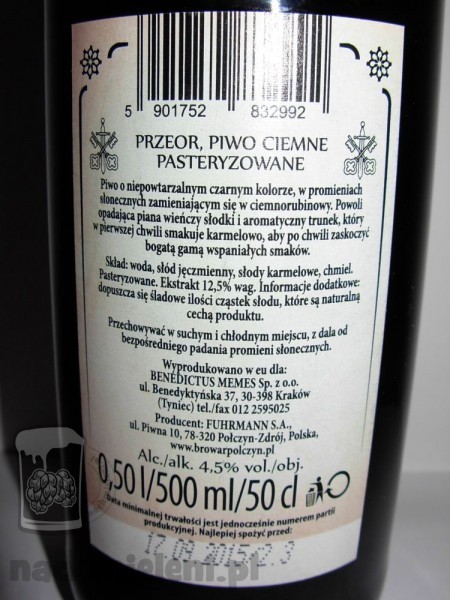 5 901752 832992
PRZEOR, PIWO CIEMNE
PASTERYZOWANE
Piwo o niepowtarzalnym czarnym kolorze, w promieniach
słonecznych zamieniającym się w ciemnorubinowy. Powoli
opadająca piana wieńczy słodki i aromatyczny trunek, który
w pierwszej chwili smakuje karmelowo, aby po chwili zaskoczyć
bogatą gamą wspaniałych smaków.
Skład: woda, słód jęczmienny, słody karmelowe, chmiel.
Pasteryzowane. Ekstrakt 12,5% wag. Informacje dodatkowe:
dopuszcza się śladowe ilości cząstek słodu, które są naturalną
cechą produktu.
Przechowywać w suchym i chłodnym miejscu, z dala od
bezpośredniego padania promieni słonecznych.
Wyprodukowano w eu dla:
BENEDICTUS MEMES Sp. z o.o.
ul. Benedyktyńska 37, 30-398 Kraków
(Tyniec) tel./fax 012 2595025
Producent: FUHRMANN S.A.,
ul. Piwna 10, 78-320 Połczyn-Zdrój, Polska,
www.browarpolczyn.pl
Alc./alk. 4,5% vol./obj.
0,50 l/500 ml/50 cl
Data minimalnej trwałości jest jednocześnie numerem partii
produkcyjnej. Najlepiej spożyć przed:
2015